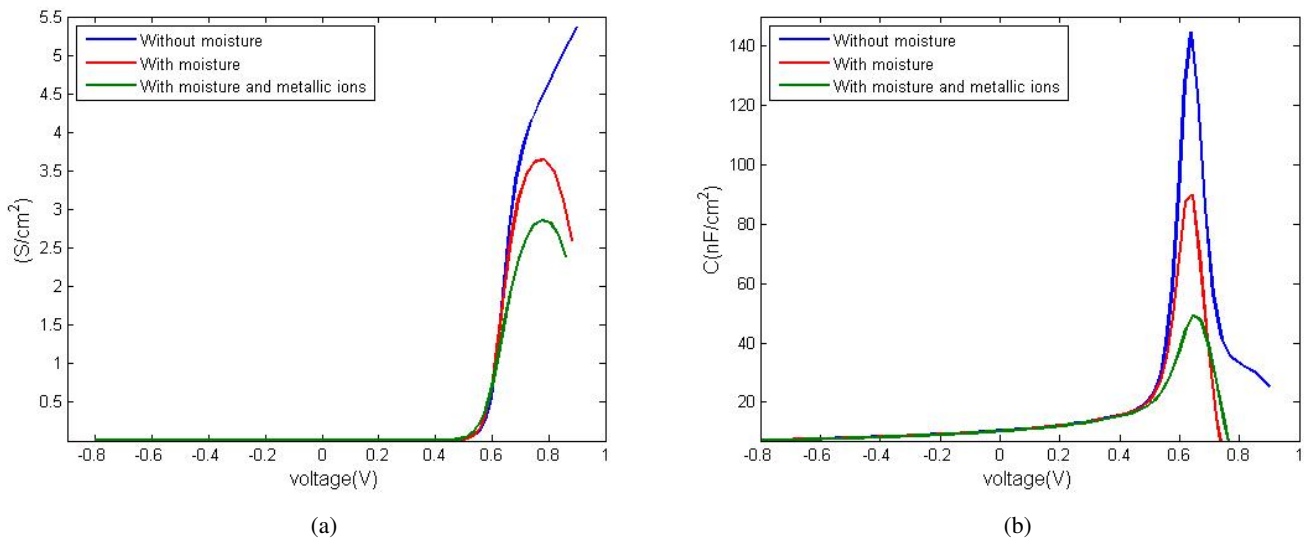 5.5
5
4.5
4
3.5
3
2.5
2
1.5
1
0.5
(S/cm²)
Without moisture
With moisture
With moisture and metallic ions
-0.8 -0.6 -0.4 -0.2 0 0.2 0.4 0.6 0.8 1
voltage(V)
(a)
140
120
100
80
60
40
20
C(nF/cm²)
Without moisture
With moisture
With moisture and metallic ions
-0.8 -0.6 -0.4 -0.2 0 0.2 0.4 0.6 0.8 1
voltage(V)
(b)